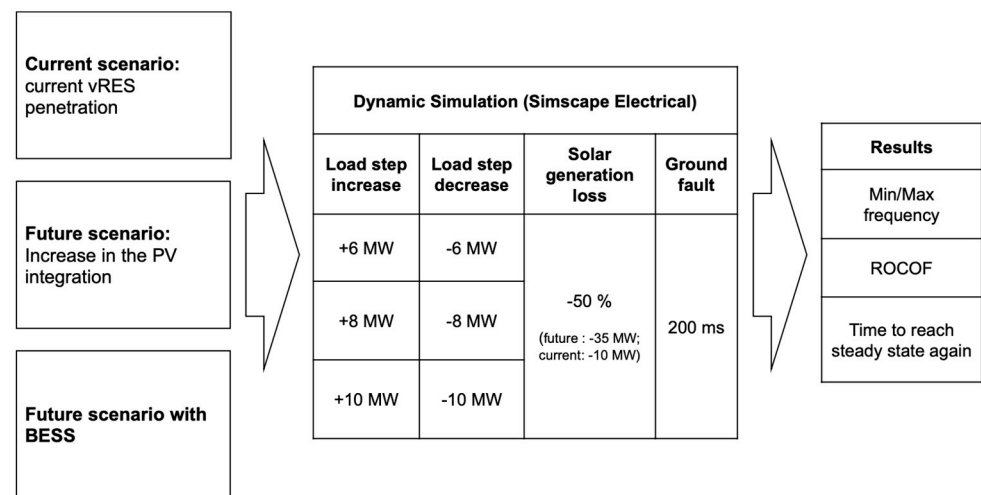 Current scenario:
current vRES
penetration
Future scenario:
Increase in the PV
integration
Future scenario with
BESS
Dynamic Simulation (Simscape Electrical)
Load step
increase
Load step
decrease
Solar
generation
loss
Ground
fault
+6 MW
-6 MW
+8 MW
-8 MW
+10 MW
-10 MW
-50 %
(future : -35 MW;
current: -10 MW)
200 ms
Results
Min/Max
frequency
ROCOF
Time to reach
steady state again